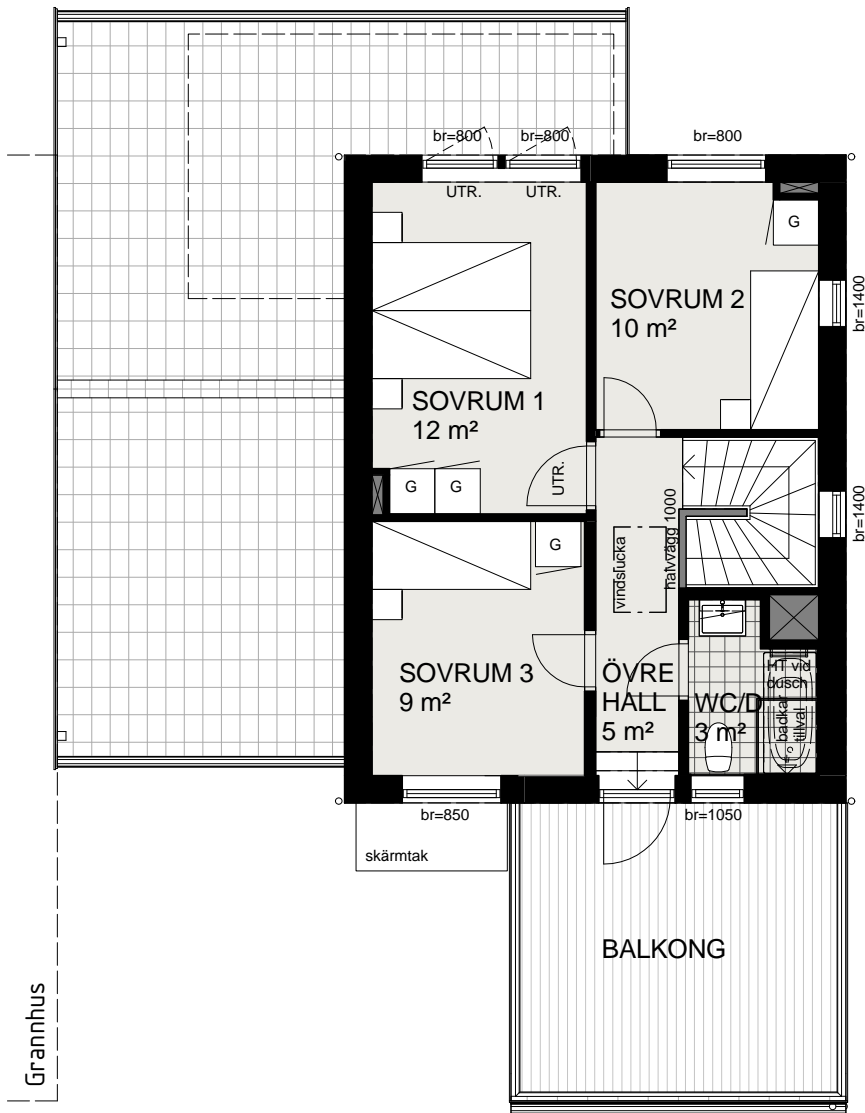 br=800
br=800
br=800
UTR.
UTR.
G
SOVRUM 2
10 m²
br=1400
SOVRUM 1
12 m²
UTR.
G
G
halvvägg 1000
br=1400
G
vindslucka
SOVRUM 3
9 m²
ÖVRE
HALL
5 m²
WC/D
3 m²
HT vid
dusch
badkar
tillval
br=850
br=1050
skärmtak
BALKONG
Grannhus